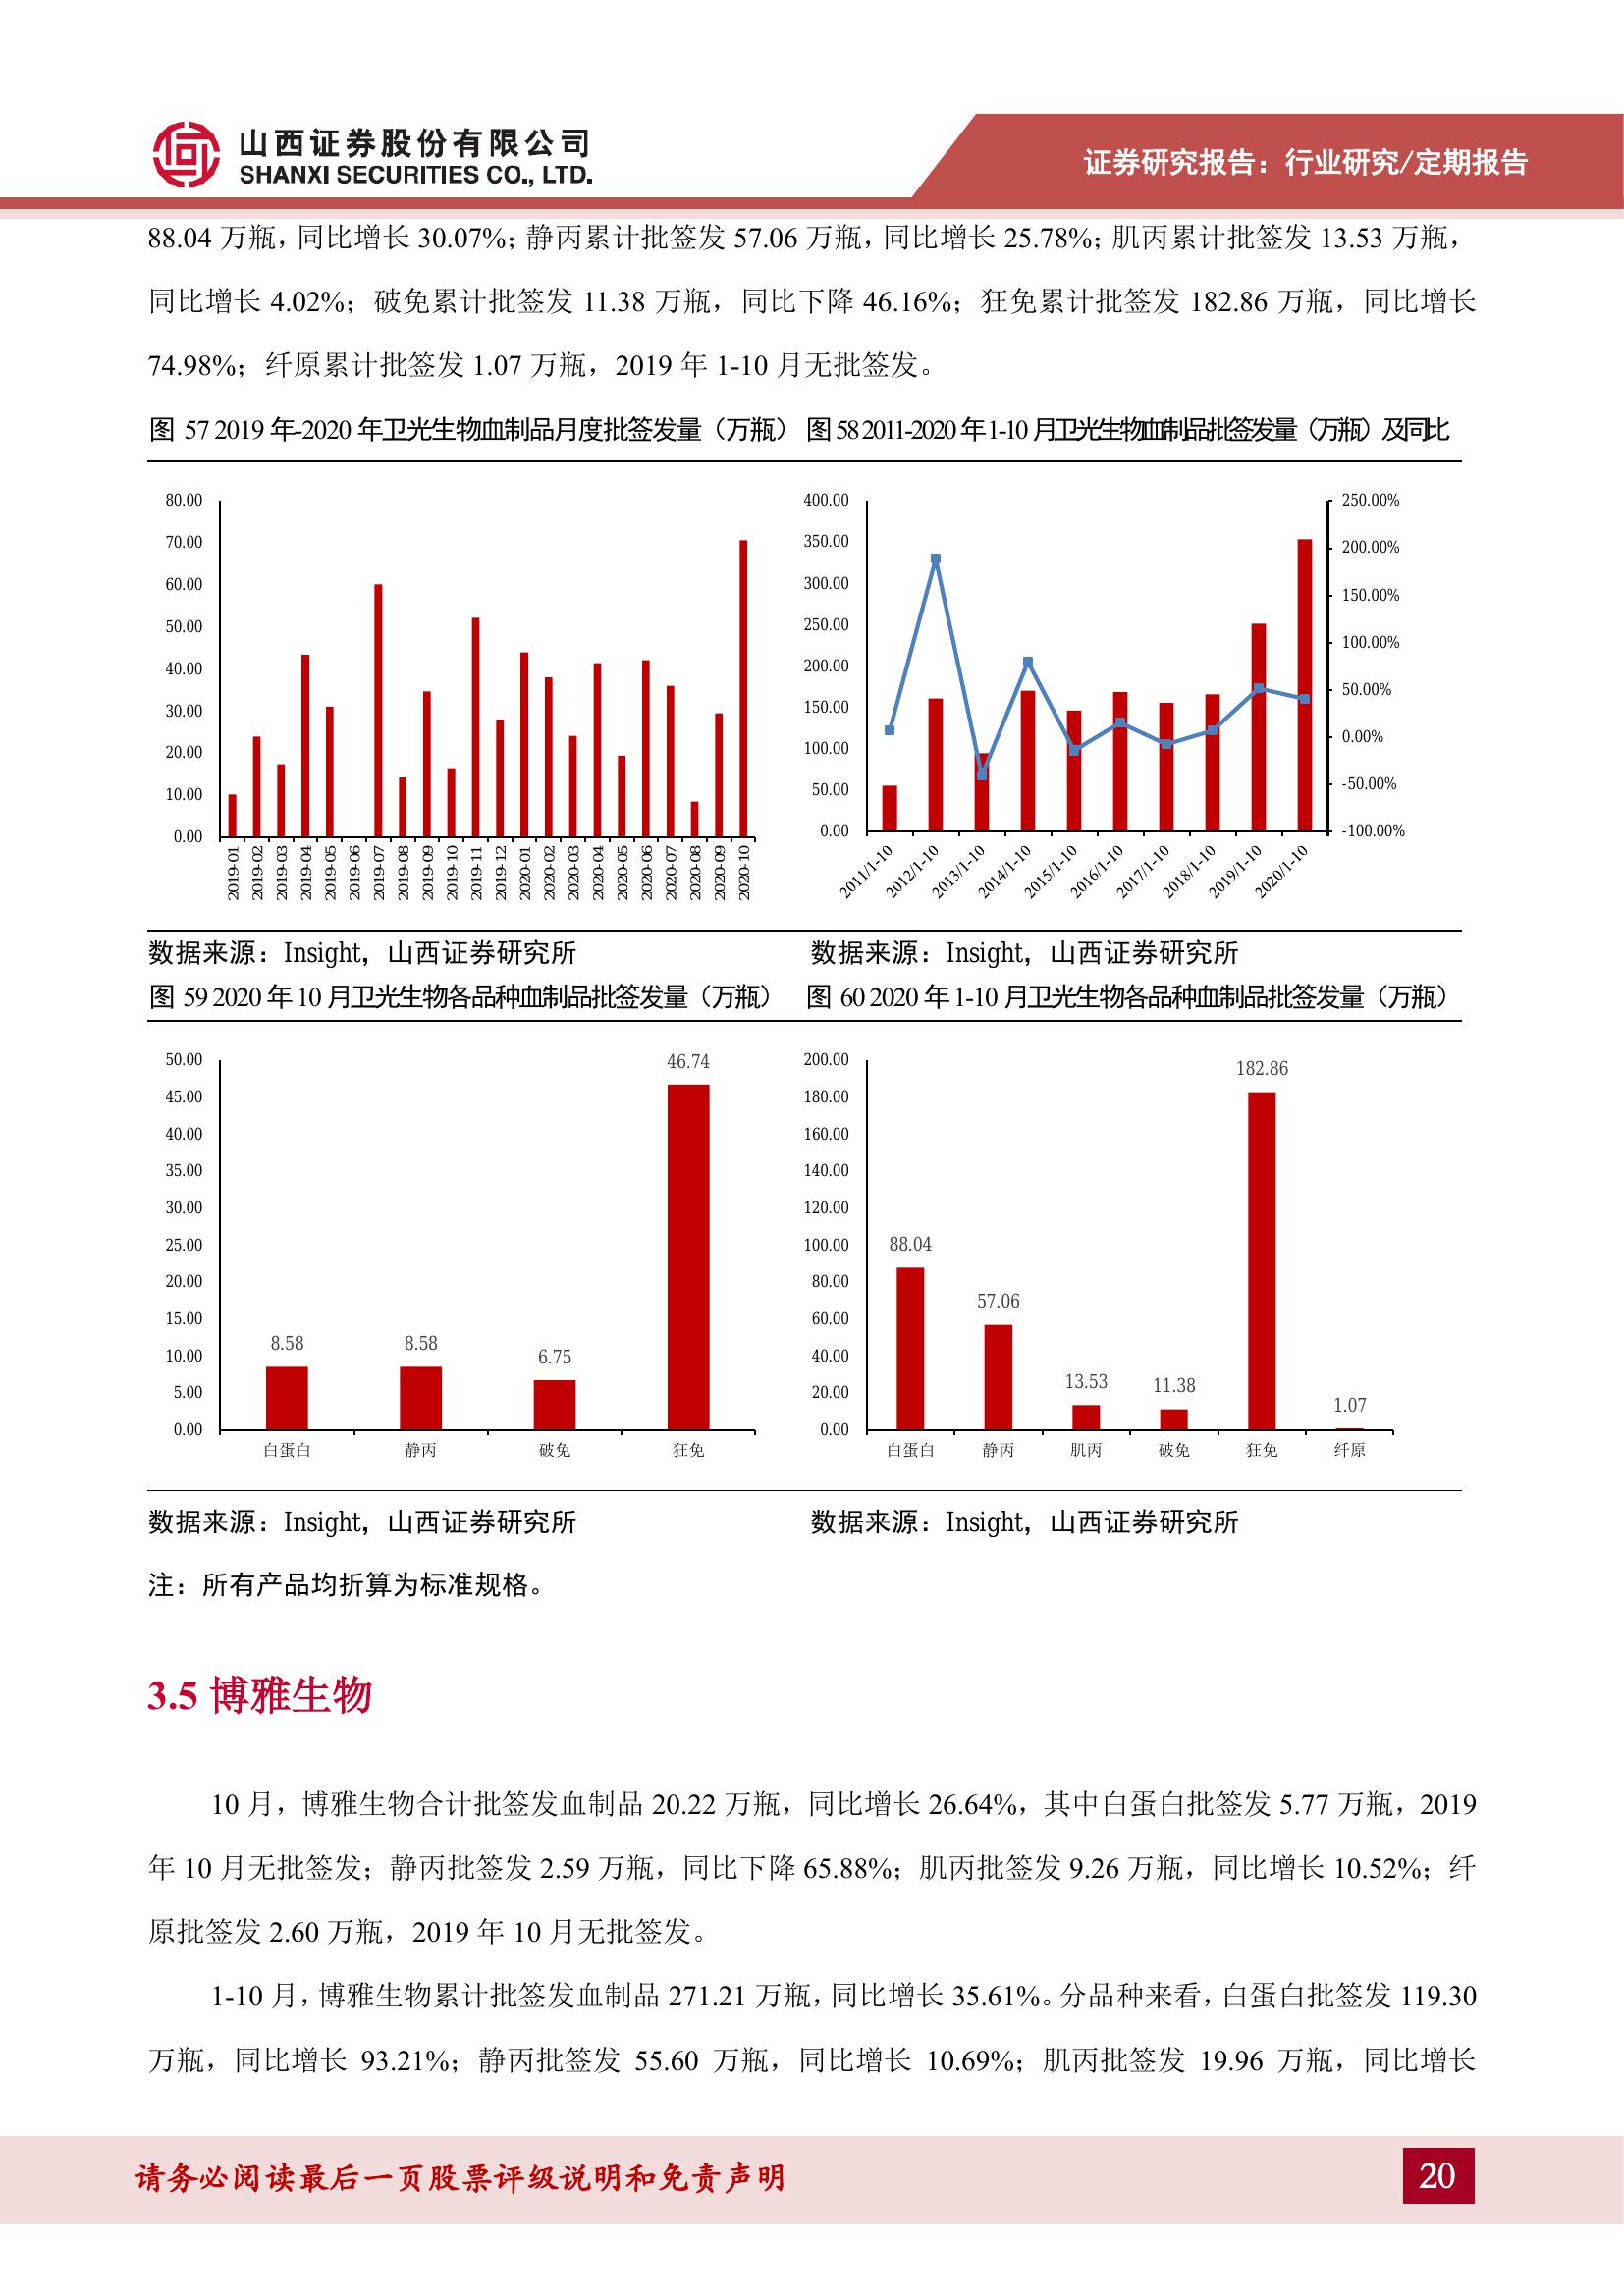 山西证券股份有限公司
SHANXI SECURITIES CO., LTD.
证券研究报告：行业研究/定期报告
88.04 万瓶，同比增长 30.07%；静丙累计批签发 57.06 万瓶，同比增长 25.78%；肌丙累计批签发 13.53 万瓶，
同比增长 4.02%；破免累计批签发 11.38 万瓶，同比下降 46.16%；狂免累计批签发 182.86 万瓶，同比增长
74.98%；纤原累计批签发 1.07 万瓶，2019 年 1-10 月无批签发。
图 57 2019 年-2020 年卫光生物血制品月度批签发量（万瓶）
80.00
70.00
60.00
50.00
40.00
30.00
20.00
10.00
0.00
2019-01
2019-02
2019-03
2019-04
2019-05
2019-06
2019-07
2019-08
2019-09
2019-10
2019-11
2019-12
2020-01
2020-02
2020-03
2020-04
2020-05
2020-06
2020-07
2020-08
2020-09
2020-10
数据来源：Insight，山西证券研究所
图 58 2011-2020 年 1-10 月卫光生物血制品批签发量（万瓶）及同比
400.00
350.00
300.00
250.00
200.00
150.00
100.00
50.00
0.00
250.00%
200.00%
150.00%
100.00%
50.00%
0.00%
-50.00%
-100.00%
2011/1-10
2012/1-10
2013/1-10
2014/1-10
2015/1-10
2016/1-10
2017/1-10
2018/1-10
2019/1-10
2020/1-10
数据来源：Insight，山西证券研究所
图 59 2020 年 10 月卫光生物各品种血制品批签发量（万瓶）
50.00
45.00
40.00
35.00
30.00
25.00
20.00
15.00
10.00
5.00
0.00
8.58
8.58
6.75
46.74
白蛋白
静丙
破免
狂免
数据来源：Insight，山西证券研究所
图 60 2020 年 1-10 月卫光生物各品种血制品批签发量（万瓶）
200.00
180.00
160.00
140.00
120.00
100.00
80.00
60.00
40.00
20.00
0.00
88.04
57.06
13.53
11.38
182.86
1.07
白蛋白
静丙
肌丙
破免
狂免
纤原
数据来源：Insight，山西证券研究所
注：所有产品均折算为标准规格。
3.5 博雅生物
10 月，博雅生物合计批签发血制品 20.22 万瓶，同比增长 26.64%，其中白蛋白批签发 5.77 万瓶，2019
年 10 月无批签发；静丙批签发 2.59 万瓶，同比下降 65.88%；肌丙批签发 9.26 万瓶，同比增长 10.52%；纤
原批签发 2.60 万瓶，2019 年 10 月无批签发。
1-10 月，博雅生物累计批签发血制品 271.21 万瓶，同比增长 35.61%。分品种来看，白蛋白批签发 119.30
万瓶，同比增长 93.21%；静丙批签发 55.60 万瓶，同比增长 10.69%；肌丙批签发 19.96 万瓶，同比增长
请务必阅读最后一页股票评级说明和免责声明
20